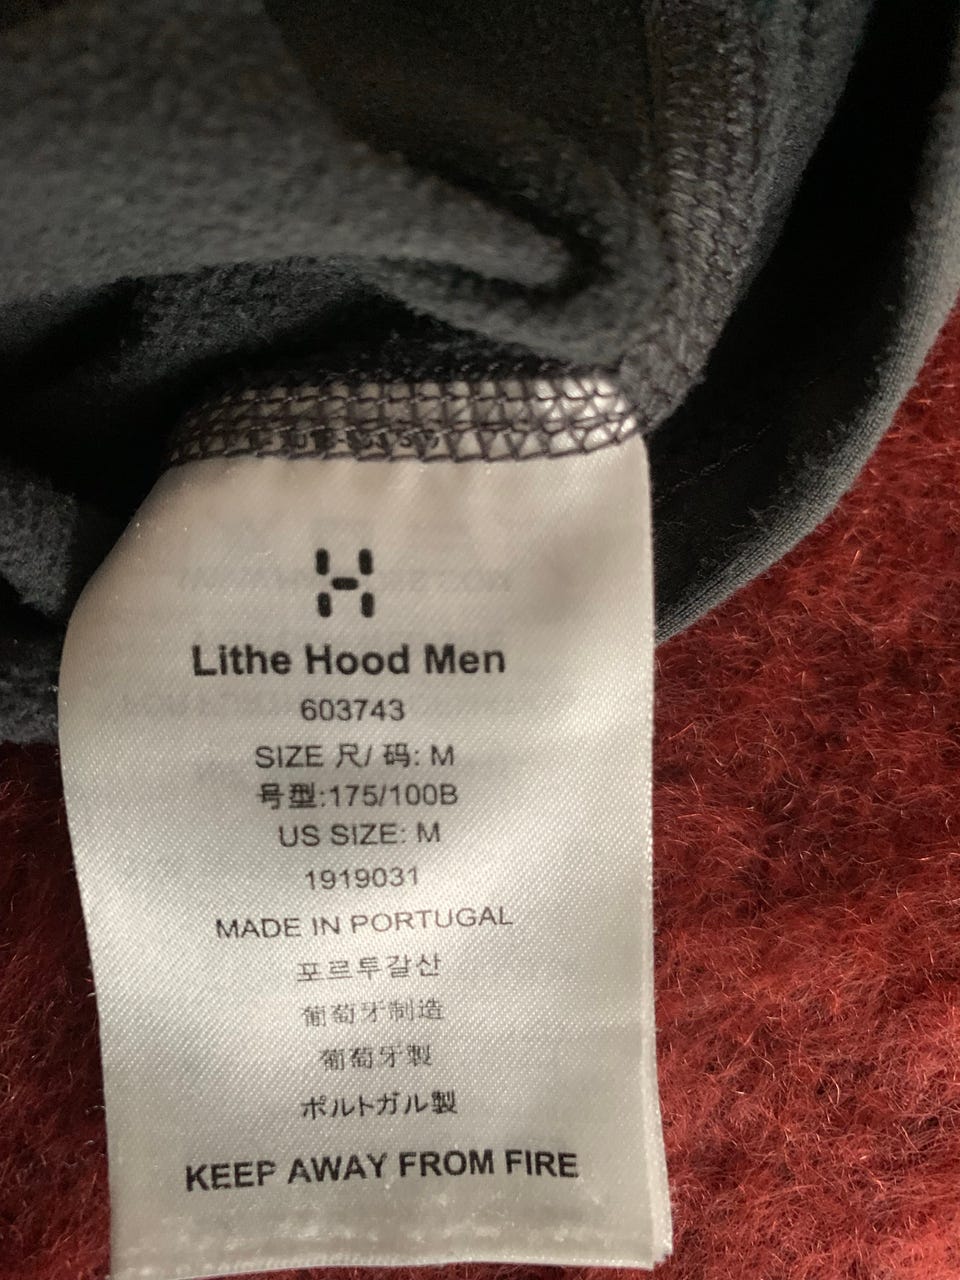 Lithe Hood Men
603743
SIZE 尺/ 码: M
号型:175/100B
US SIZE: M
1919031
MADE IN PORTUGAL
포르투갈산
葡萄牙制造
葡萄牙製
ポルトガル製
KEEP AWAY FROM FIRE